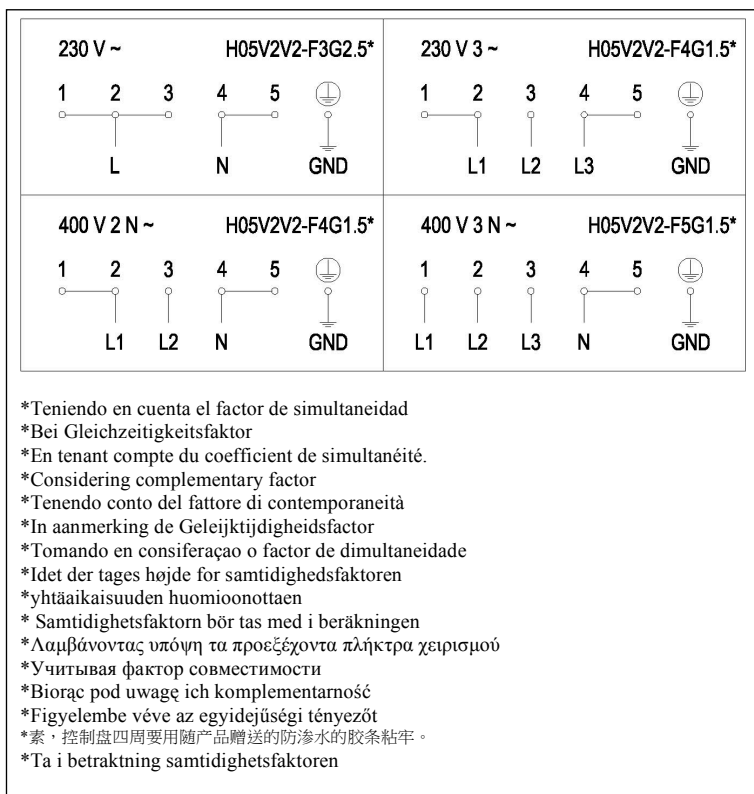 230 V ~ H05V2V2-F3G2.5*
1 2 3 4 5
L N GND
230 V 3 ~ H05V2V2-F4G1.5*
1 2 3 4 5
L1 L2 L3 GND
400 V 2 N ~ H05V2V2-F4G1.5*
1 2 3 4 5
L1 L2 N GND
400 V 3 N ~ H05V2V2-F5G1.5*
1 2 3 4 5
L1 L2 L3 N GND
*Teniendo en cuenta el factor de simultaneidad
*Bei Gleichzeitigkeitsfaktor
*En tenant compte du coefficient de simultanéité.
*Considering complementary factor
*Tenendo conto del fattore di contemporaneità
*In aanmerking de Geleijktijdigheidsfactor
*Tomando en consiferaçao o factor de dimultaneidade
*Idet der tages højde for samtidighedsfaktoren
*yhtäaikaisuuden huomioonottaen
* Samtidighetsfaktorn bör tas med i beräkningen
*Λαμβάνοντας υπόψη τα προεξέχοντα πλήκτρα χειρισμού
*Учитывая фактор совместимости
*Biorąc pod uwagę ich komplementarność
*Figyelembe véve az egyidejűségi tényezőt
*素，控制盘四周要用随产品赠送的防渗水的胶条粘牢。
*Ta i betraktning samtidighetsfaktoren